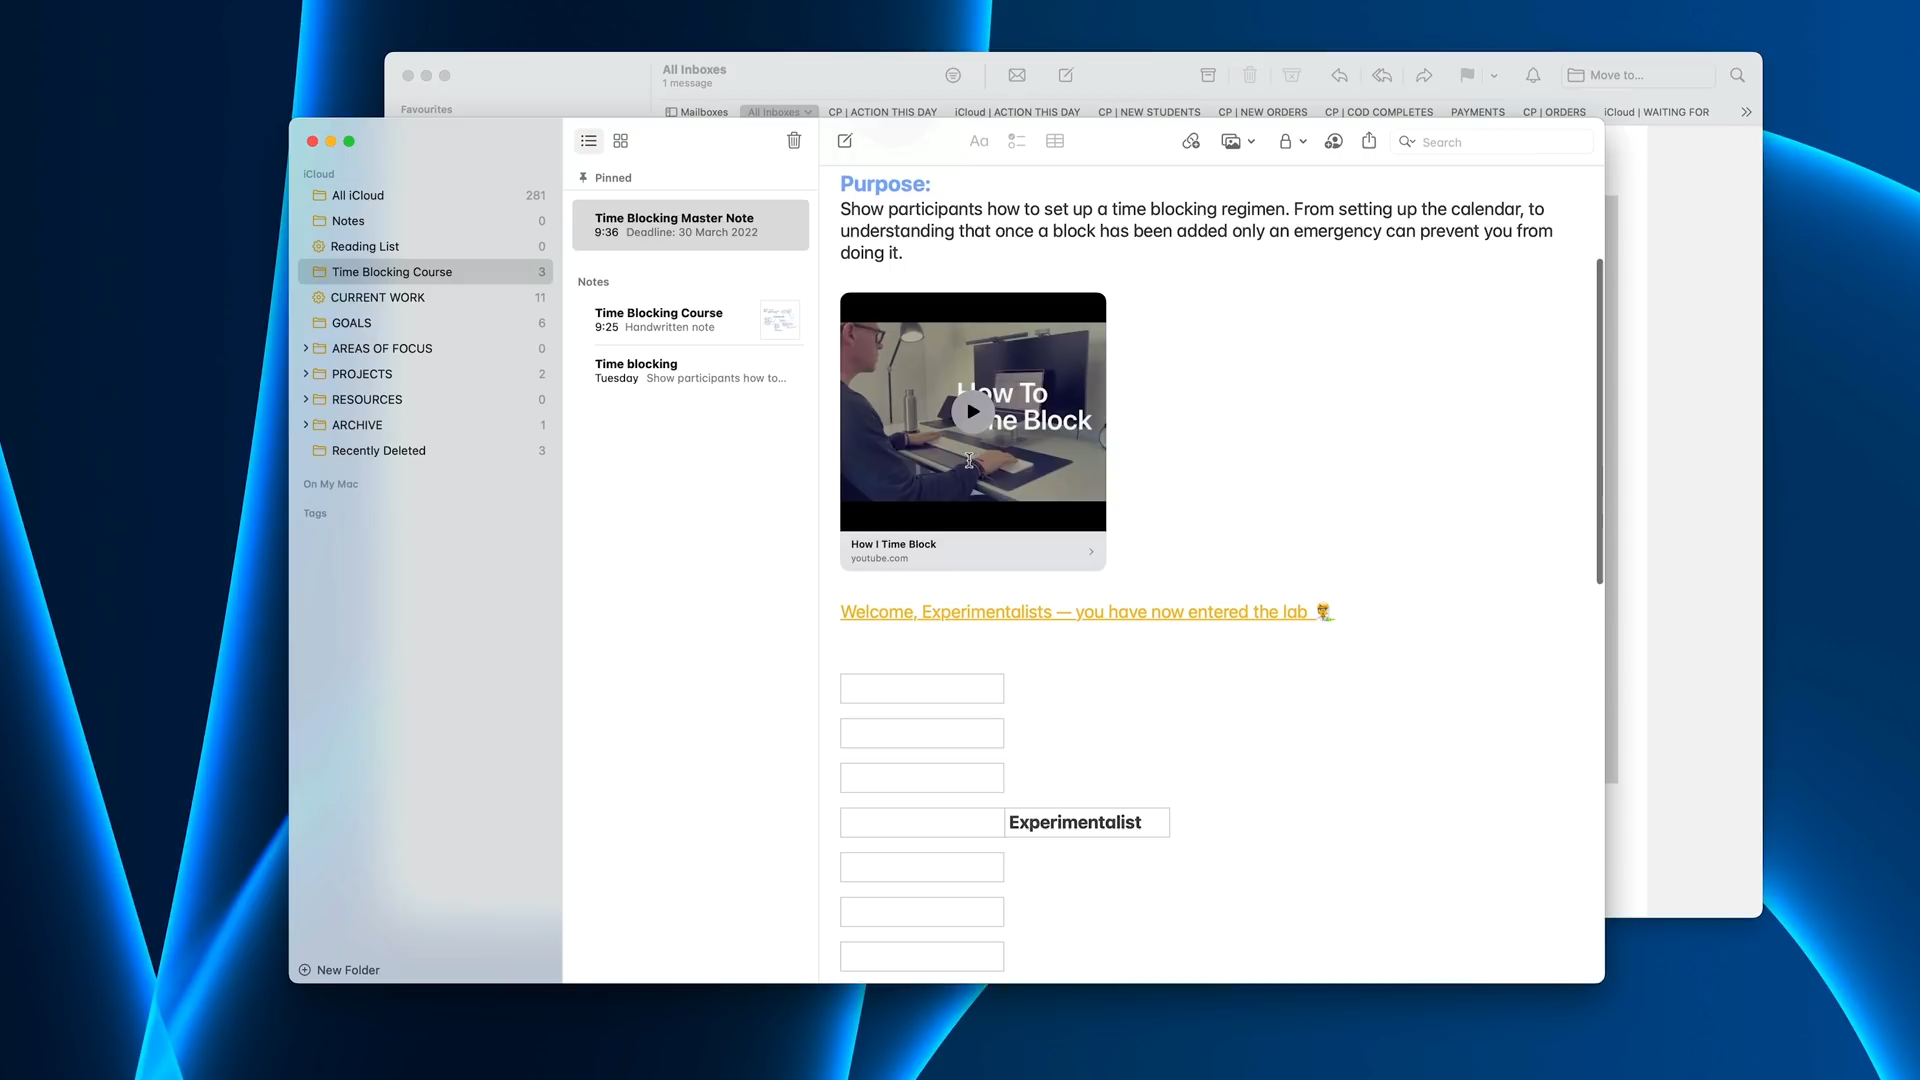 All Inboxes
1 message
Move to...
Favourites
Mailboxes
All Inboxes
CP | ACTION THIS DAY
iCloud | ACTION THIS DAY
CP | NEW STUDENTS
CP | NEW ORDERS
CP | COD COMPLETES
PAYMENTS
CP | ORDERS
iCloud | WAITING FOR
Aa
Search
iCloud
All iCloud 281
Notes 0
Reading List 0
Time Blocking Course 3
CURRENT WORK 11
GOALS 6
AREAS OF FOCUS 0
PROJECTS 2
RESOURCES 0
ARCHIVE 1
Recently Deleted 3
On My Mac
Tags
New Folder
Pinned
Time Blocking Master Note
9:36 Deadline: 30 March 2022
Notes
Time Blocking Course
9:25 Handwritten note
Time blocking
Tuesday Show participants how to...
Purpose:
Show participants how to set up a time blocking regimen. From setting up the calendar, to
understanding that once a block has been added only an emergency can prevent you from
doing it.
How To
me Block
How I Time Block
youtube.com
Welcome, Experimentalists — you have now entered the lab
Experimentalist